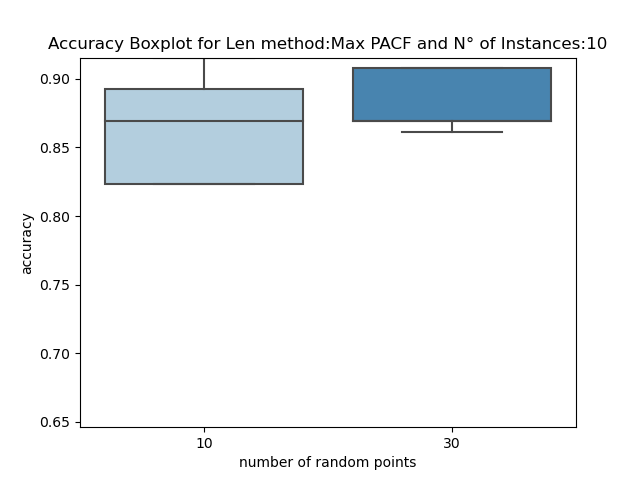 Accuracy Boxplot for Len method:Max PACF and N° of Instances:10
0.90
0.85
0.80
0.75
0.70
0.65
accuracy
10 30
number of random points